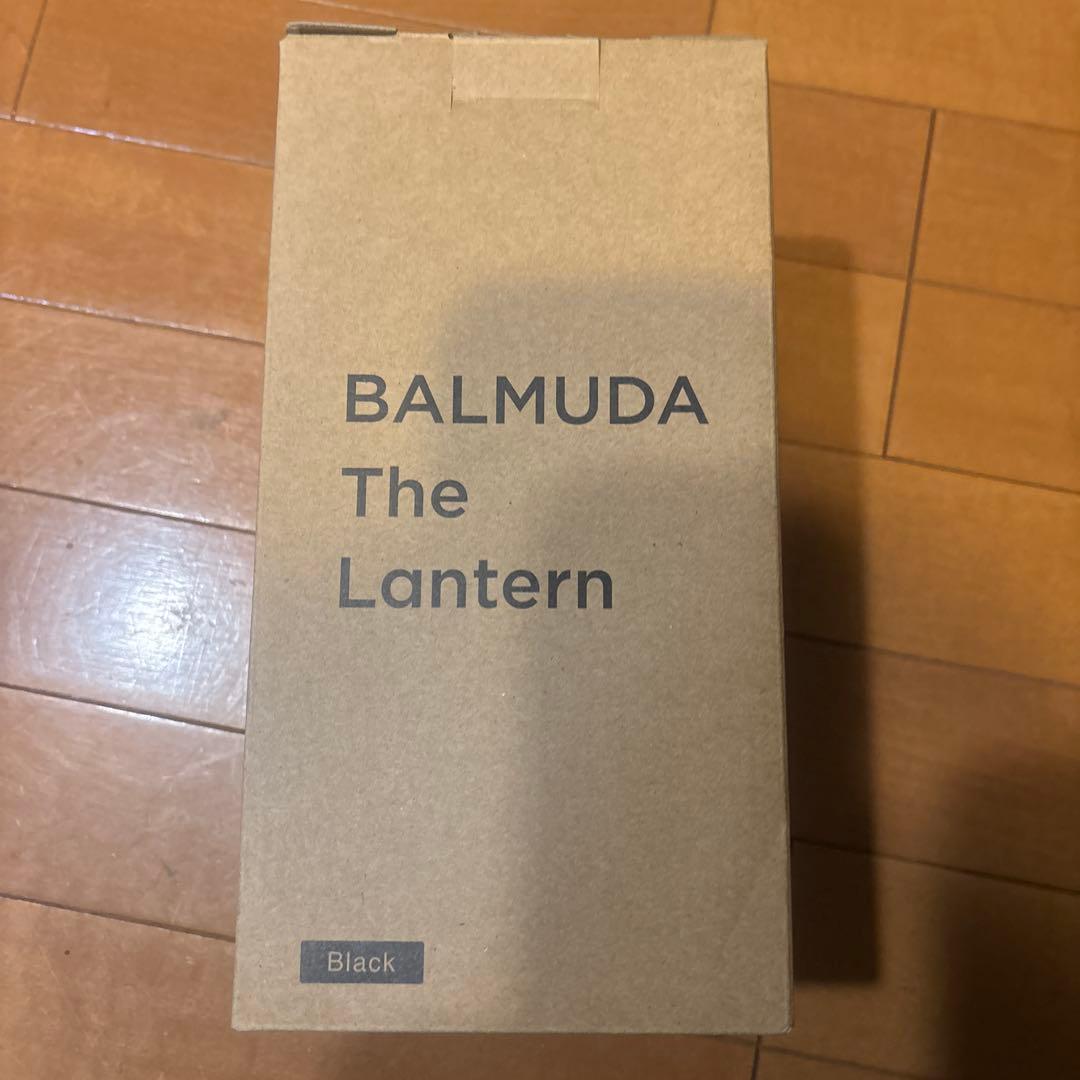 BALMUDA
The
Lantern
Black